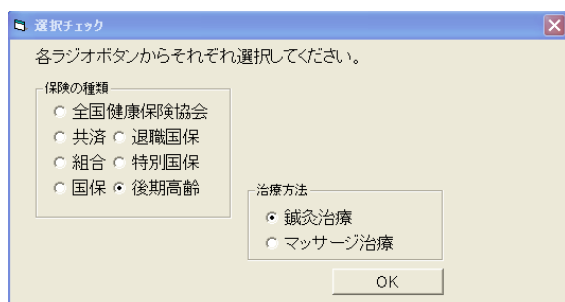 選択チェック
各ラジオボタンからそれぞれ選択してください。
保険の種類
全国健康保険協会
共済 退職国保
組合 特別国保
国保 後期高齢
治療方法
鍼灸治療
マッサージ治療
OK